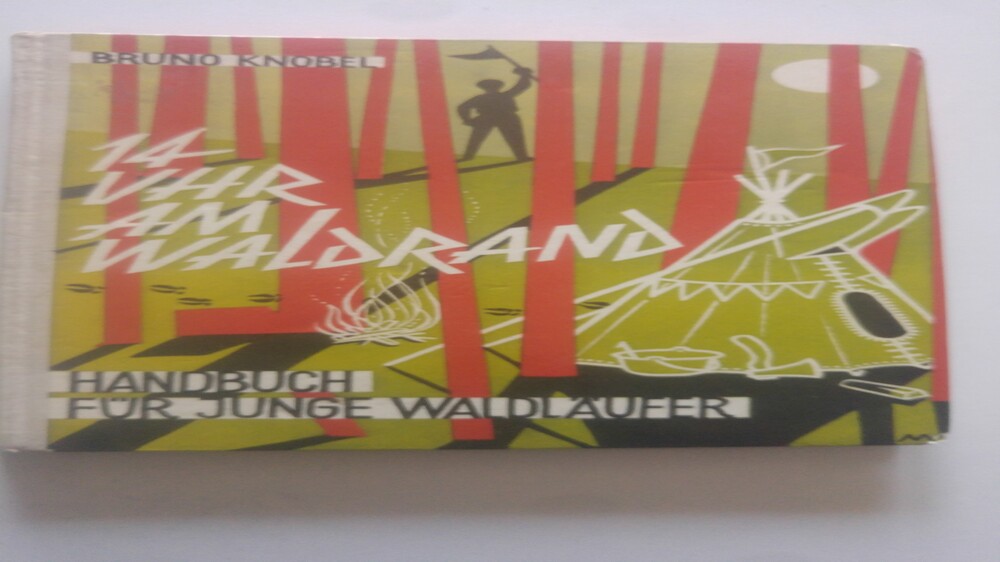 BRUNO KNOBEL
14
UHR
AM
WALDRAND
HANDBUCH
FÜR JUNGE WALDLÄUFER